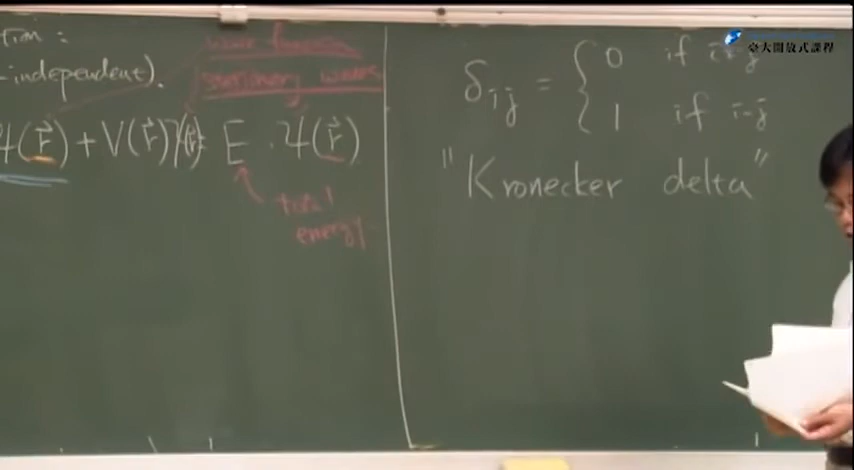 tion :
wave function
-independent).
stationary waves
Ψ(r⃗) + V(r⃗)Ψ(r⃗) = E · Ψ(r⃗)
total
energy
δij = { 0 if i≠j
1 if i=j
"Kronecker delta"
臺大開放式課程